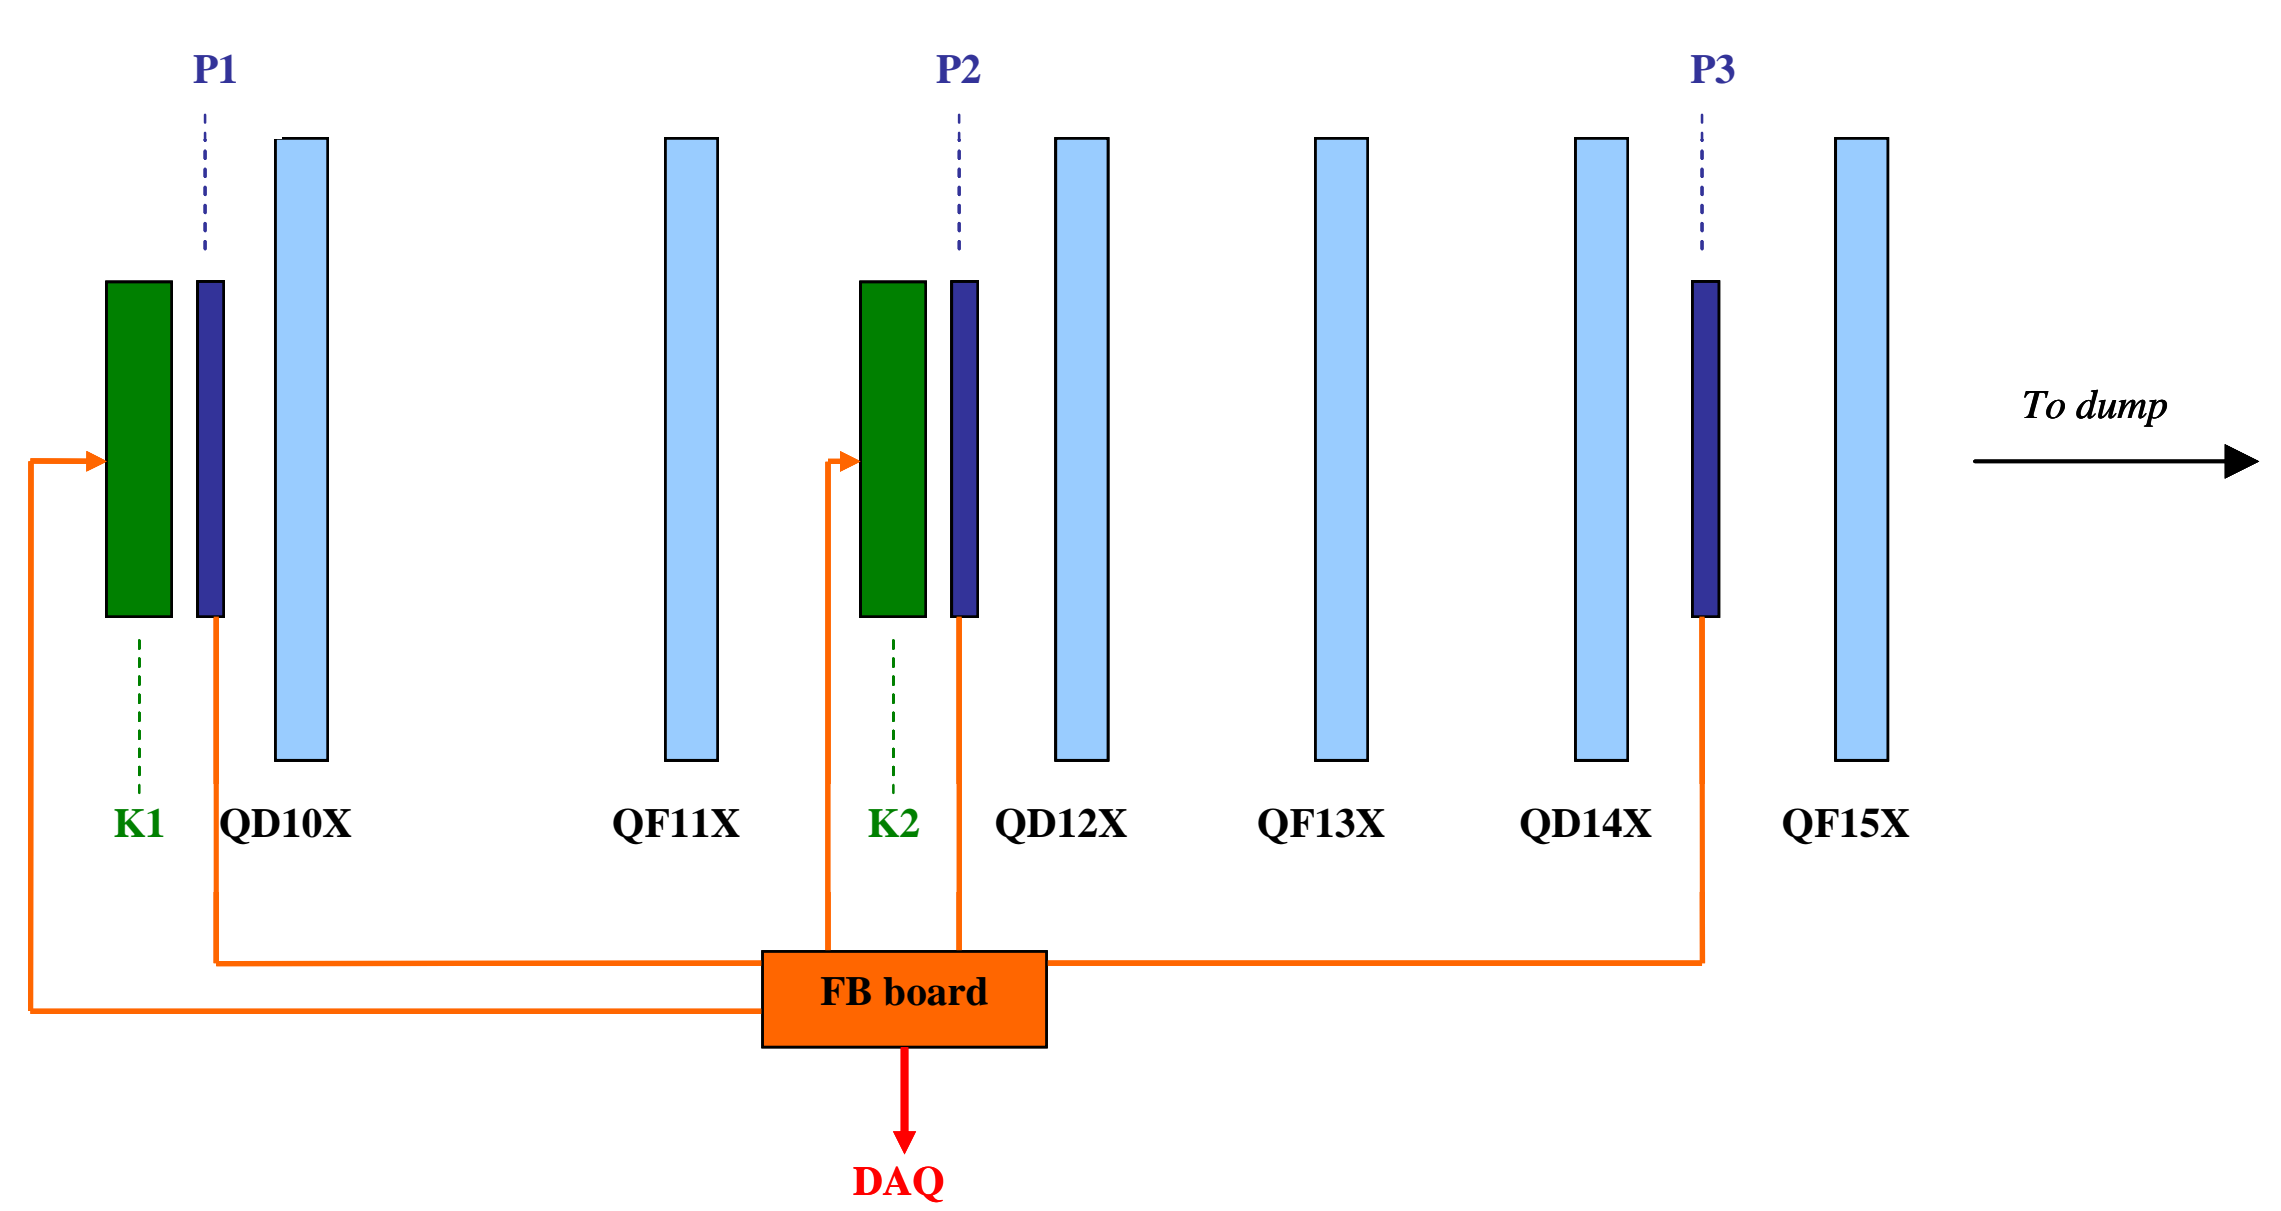 P1
P2
P3
To dump
K1
QD10X
QF11X
K2
QD12X
QF13X
QD14X
QF15X
FB board
DAQ